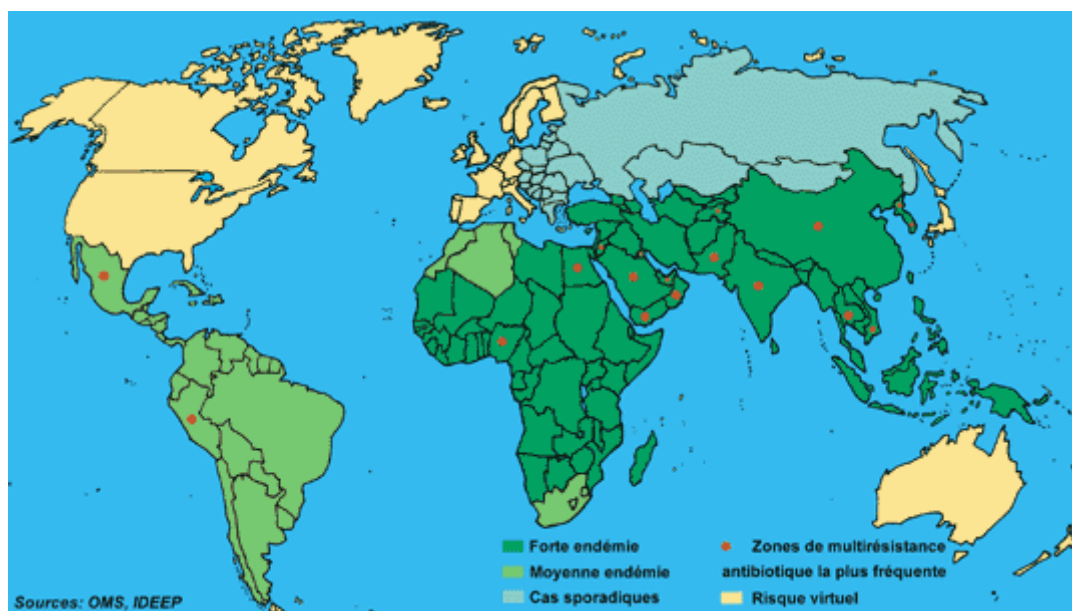 Forte endémie
Moyenne endémie
Cas sporadiques
Zones de multirésistance
antibiotique la plus fréquente
Risque virtuel
Sources: OMS, IDEEP